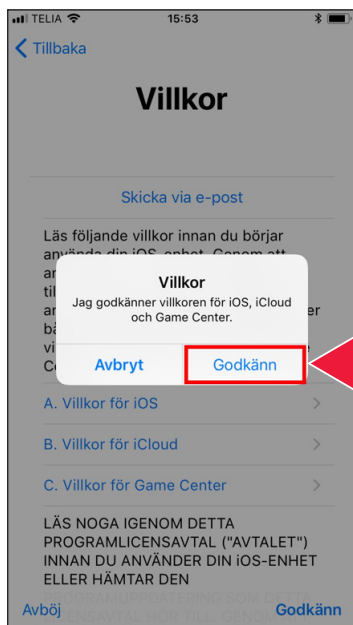 TELIA 15:53
Tillbaka
Villkor
Skicka via e-post
Läs följande villkor innan du börjar
använda din iOS-enhet. Genom att
Villkor
Jag godkänner villkoren för iOS, iCloud
och Game Center.
Avbryt Godkänn
A. Villkor för iOS
B. Villkor för iCloud
C. Villkor för Game Center
LÄS NOGA IGENOM DETTA
PROGRAMLICENSAVTAL ("AVTALET")
INNAN DU ANVÄNDER DIN iOS-ENHET
ELLER HÄMTAR DEN
PROGRAMUPPDATERING SOM DETTA
Avböj Godkänn